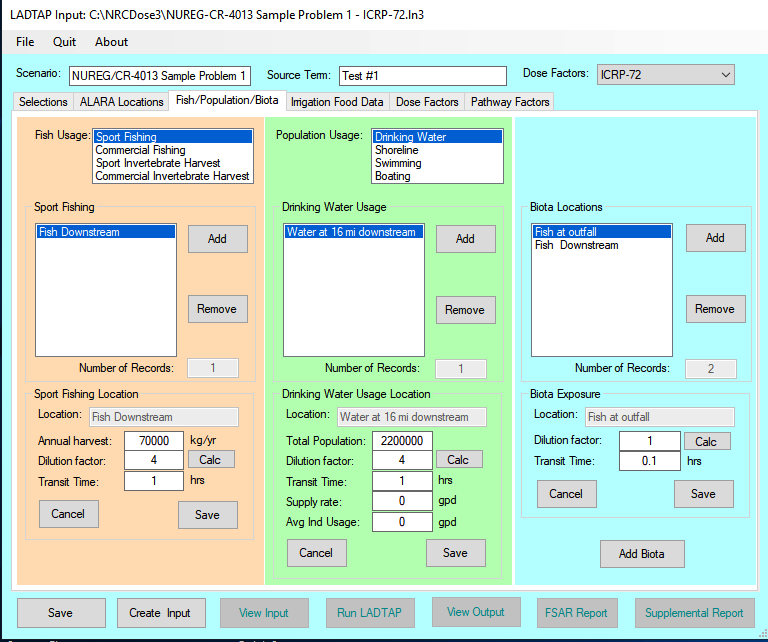 LADTAP Input: C:\NRCDose3\NUREG-CR-4013 Sample Problem 1 - ICRP-72.In3
File Quit About
Scenario: NUREG/CR-4013 Sample Problem 1 Source Term: Test #1 Dose Factors: ICRP-72
Selections ALARA Locations Fish/Population/Biota Irrigation Food Data Dose Factors Pathway Factors
Fish Usage: Sport Fishing
Commercial Fishing
Sport Invertebrate Harvest
Commercial Invertebrate Harvest
Sport Fishing
Fish Downstream
Add
Remove
Number of Records: 1
Sport Fishing Location
Location: Fish Downstream
Annual harvest: 70000 kg/yr
Dilution factor: 4 Calc
Transit Time: 1 hrs
Cancel Save
Population Usage: Drinking Water
Shoreline
Swimming
Boating
Drinking Water Usage
Water at 16 mi downstream
Add
Remove
Number of Records: 1
Drinking Water Usage Location
Location: Water at 16 mi downstream
Total Population: 2200000
Dilution factor: 4 Calc
Transit Time: 1 hrs
Supply rate: 0 gpd
Avg Ind Usage: 0 gpd
Cancel Save
Biota Locations
Fish at outfall
Fish Downstream
Add
Remove
Number of Records: 2
Biota Exposure
Location: Fish at outfall
Dilution factor: 1 Calc
Transit Time: 0.1 hrs
Cancel Save
Add Biota
Save Create Input View Input Run LADTAP View Output FSAR Report Supplemental Report